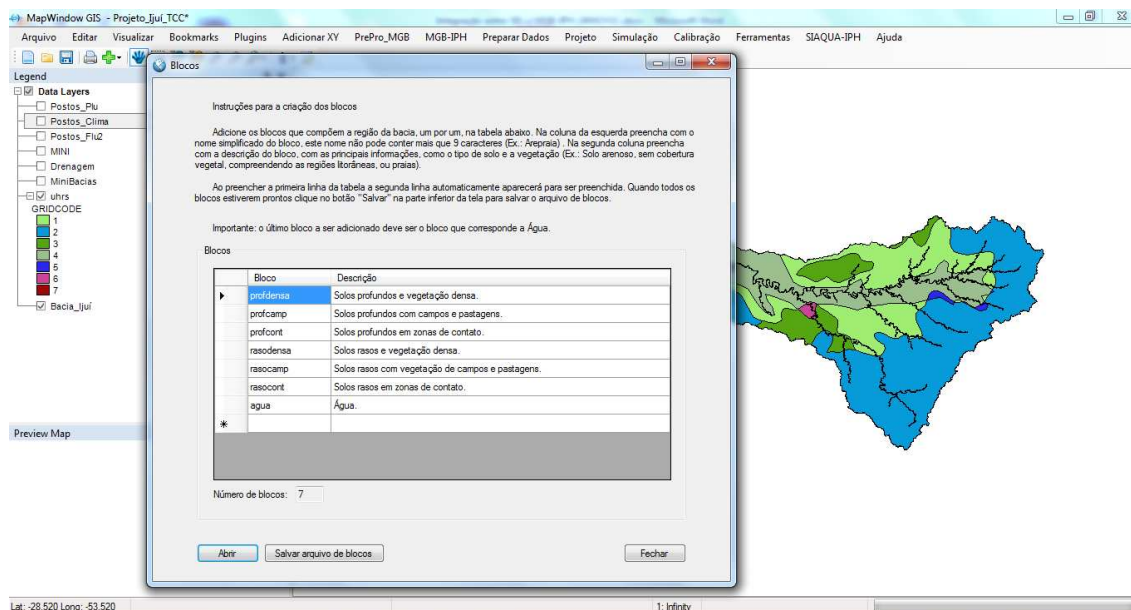 MapWindow GIS - Projeto_Ijuí_TCC*
Arquivo Editar Visualizar Bookmarks Plugins Adicionar XY PrePro_MGB MGB-IPH Preparar Dados Projeto Simulação Calibração Ferramentas SIAQUA-IPH Ajuda
Legend
Data Layers
Postos_Plu
Postos_Clima
Postos_Flu2
MINI
Drenagem
MiniBacias
uhrs
GRIDCODE
1
2
3
4
5
6
7
Bacia_Ijuí
Preview Map
Blocos
Instruções para a criação dos blocos
Adicione os blocos que compõem a região da bacia, um por um, na tabela abaixo. Na coluna da esquerda preencha com o
nome simplificado do bloco, este nome não pode conter mais que 9 caracteres (Ex.: Arepraia) . Na segunda coluna preencha
com a descrição do bloco, com as principais informações, como o tipo de solo e a vegetação (Ex.: Solo arenoso, sem cobertura
vegetal, compreendendo as regiões litorâneas, ou praias).
Ao preencher a primeira linha da tabela a segunda linha automaticamente aparecerá para ser preenchida. Quando todos os
blocos estiverem prontos clique no botão "Salvar" na parte inferior da tela para salvar o arquivo de blocos.
Importante: o último bloco a ser adicionado deve ser o bloco que corresponde a Água.
Blocos
Bloco Descrição
profdensa Solos profundos e vegetação densa.
profcamp Solos profundos com campos e pastagens.
profcont Solos profundos em zonas de contato.
rasodensa Solos rasos e vegetação densa.
rasocamp Solos rasos com vegetação de campos e pastagens.
rasocont Solos rasos em zonas de contato.
agua Água.
Número de blocos: 7
Abrir Salvar arquivo de blocos Fechar
Lat: -28.520 Long: -53.520 1: Infinity